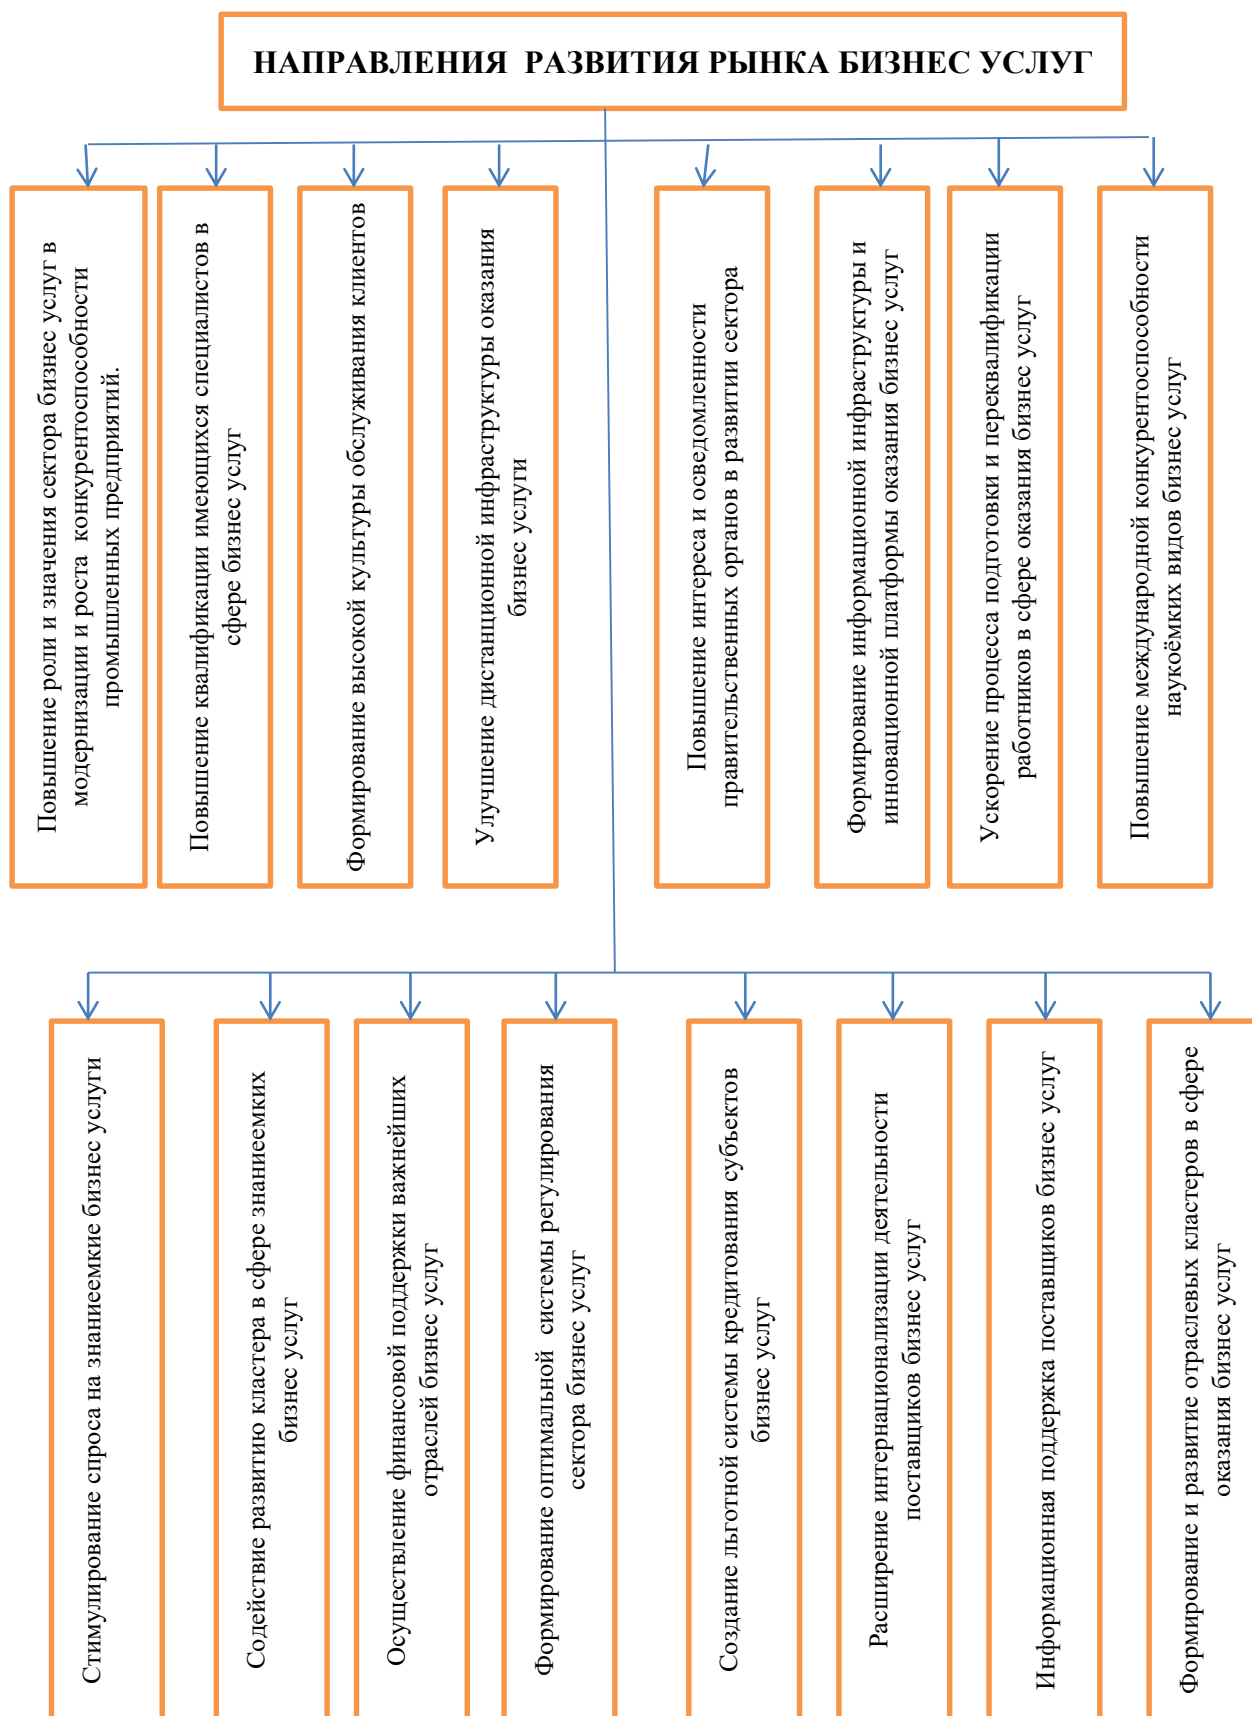 НАПРАВЛЕНИЯ РАЗВИТИЯ РЫНКА БИЗНЕС УСЛУГ
Повышение роли и значения сектора бизнес услуг в
модернизации и роста конкурентоспособности
промышленных предприятий.
Повышение квалификации имеющихся специалистов в
сфере бизнес услуг
Формирование высокой культуры обслуживания клиентов
Улучшение дистанционной инфраструктуры оказания
бизнес услуги
Повышение интереса и осведомленности
правительственных органов в развитии сектора
Формирование информационной инфраструктуры и
инновационной платформы оказания бизнес услуг
Ускорение процесса подготовки и переквалификации
работников в сфере оказания бизнес услуг
Повышение международной конкурентоспособности
наукоёмких видов бизнес услуг
Стимулирование спроса на знаниеемкие бизнес услуги
Содействие развитию кластера в сфере знаниеемких
бизнес услуг
Осуществление финансовой поддержки важнейших
отраслей бизнес услуг
Формирование оптимальной системы регулирования
сектора бизнес услуг
Создание льготной системы кредитования субъектов
бизнес услуг
Расширение интернационализации деятельности
поставщиков бизнес услуг
Информационная поддержка поставщиков бизнес услуг
Формирование и развитие отраслевых кластеров в сфере
оказания бизнес услуг